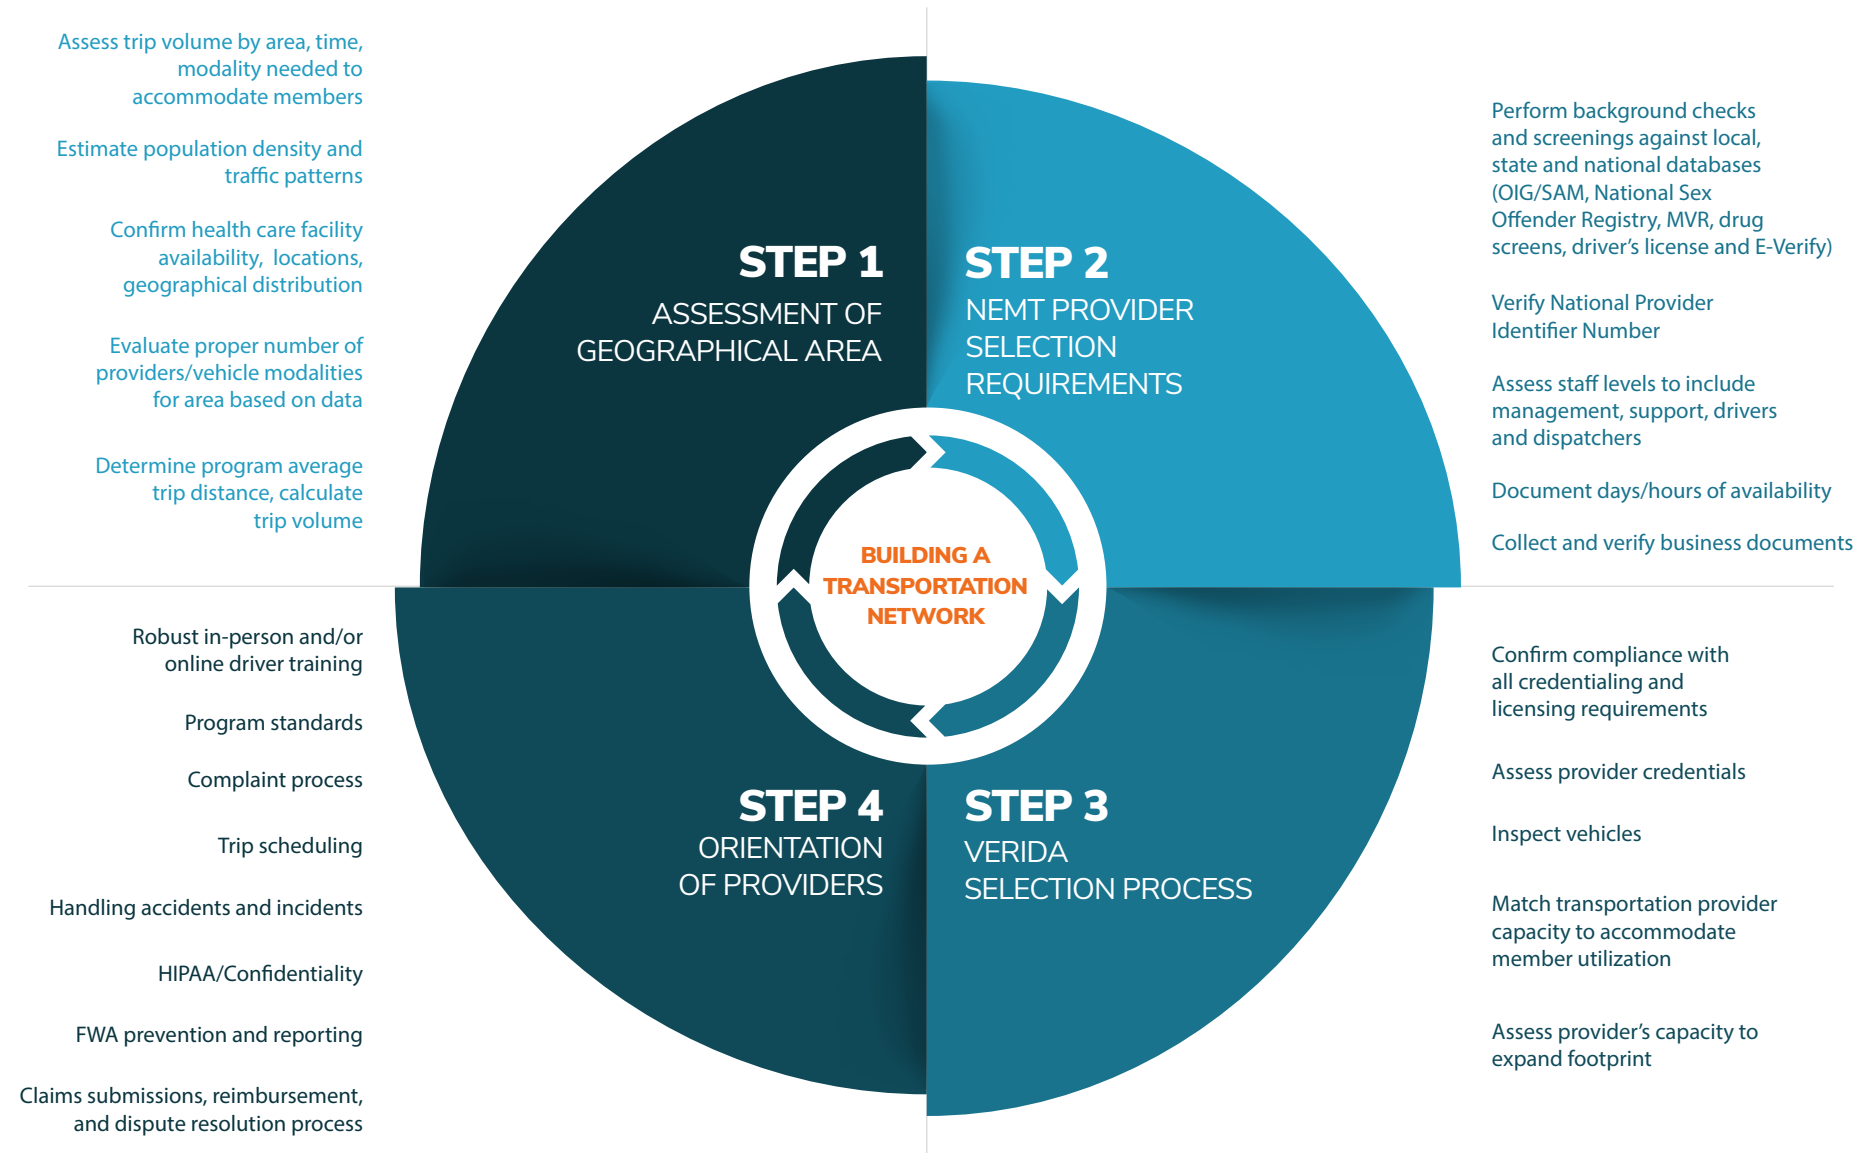 Assess trip volume by area, time,
modality needed to
accommodate members
Estimate population density and
traffic patterns
Confirm health care facility
availability, locations,
geographical distribution
Evaluate proper number of
providers/vehicle modalities
for area based on data
Determine program average
trip distance, calculate
trip volume
STEP 1
ASSESSMENT OF
GEOGRAPHICAL AREA
STEP 2
NEMT PROVIDER
SELECTION
REQUIREMENTS
Perform background checks
and screenings against local,
state and national databases
(OIG/SAM, National Sex
Offender Registry, MVR, drug
screens, driver’s license and E-Verify)
Verify National Provider
Identifier Number
Assess staff levels to include
management, support, drivers
and dispatchers
Document days/hours of availability
Collect and verify business documents
BUILDING A
TRANSPORTATION
NETWORK
Robust in-person and/or
online driver training
Program standards
Complaint process
Trip scheduling
Handling accidents and incidents
HIPAA/Confidentiality
FWA prevention and reporting
Claims submissions, reimbursement,
and dispute resolution process
STEP 4
ORIENTATION
OF PROVIDERS
STEP 3
VERIDA
SELECTION PROCESS
Confirm compliance with
all credentialing and
licensing requirements
Assess provider credentials
Inspect vehicles
Match transportation provider
capacity to accommodate
member utilization
Assess provider’s capacity to
expand footprint